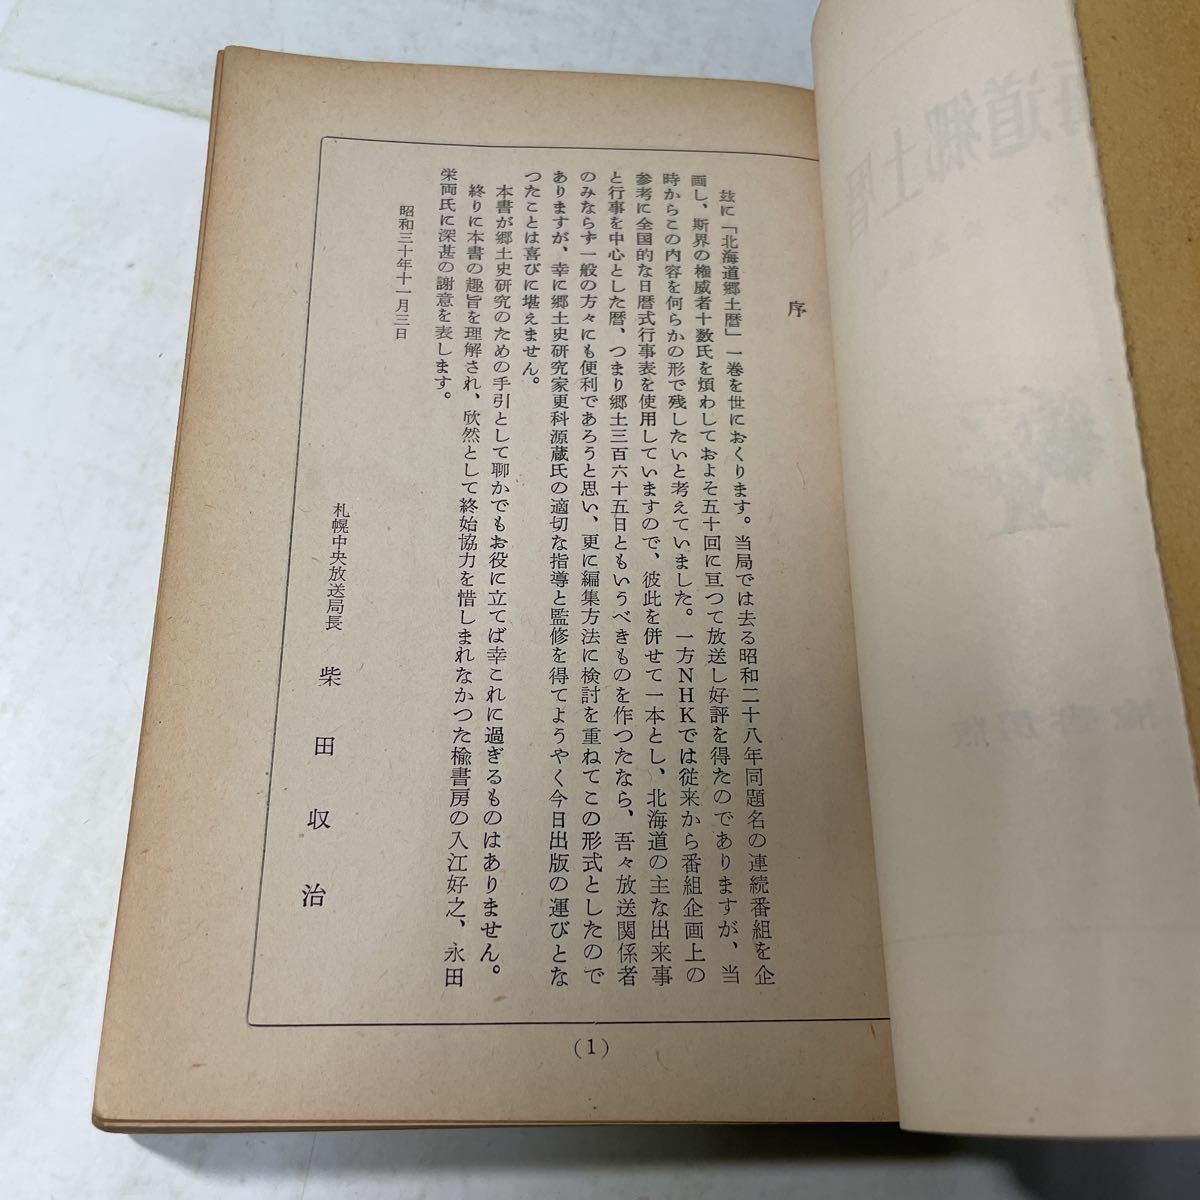 序
玆に「北海道郷土暦」一巻を世におくります。当局では去る昭和二十八年同題名の連続番組を企
画し、斯界の権威者十数氏を煩わしておよそ五十回に亘つて放送し好評を得たのでありますが、当
時からこの内容を何らかの形で残したいと考えていました。一方NHKでは従来から番組企画上の
参考に全国的な日暦式行事表を使用していますので、彼此を併せて一本とし、北海道の主な出来事
と行事を中心とした暦、つまり郷土三百六十五日ともいうべきものを作つたなら、吾々放送関係者
のみならず一般の方々にも便利であろうと思い、更に編集方法に検討を重ねてこの形式としたので
ありますが、幸に郷土史研究家更科源蔵氏の適切な指導と監修を得てようやく今日出版の運びとな
つたことは喜びに堪えません。
本書が郷土史研究のための手引として聊かでもお役に立てば幸これに過ぎるものはありません。
終りに本書の趣旨を理解され、欣然として終始協力を惜しまれなかつた楡書房の入江好之、永田
栄両氏に深甚の謝意を表します。
昭和三十年十一月三日
札幌中央放送局長　柴田収治
(1)
道郷土暦